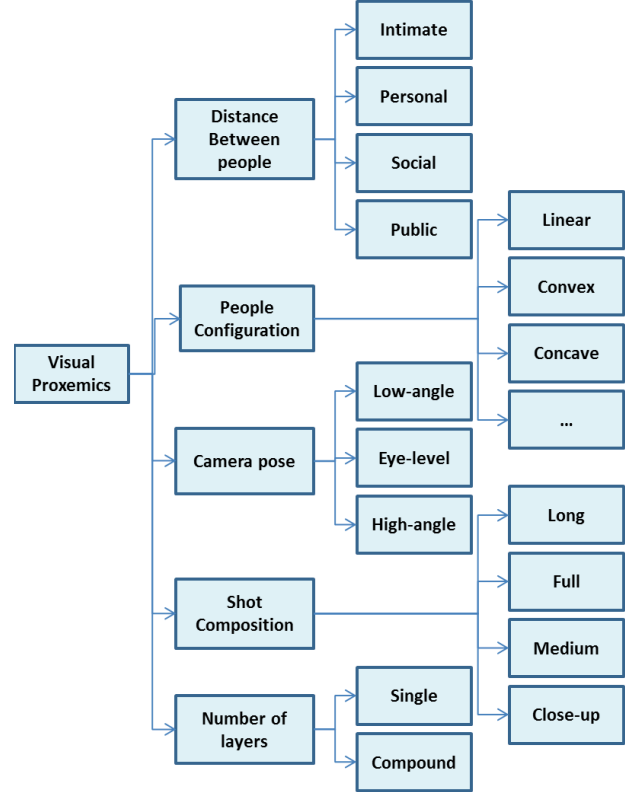 Visual
Proxemics
Distance
Between
people
Intimate
Personal
Social
Public
People
Configuration
Linear
Convex
Concave
...
Camera pose
Low-angle
Eye-level
High-angle
Shot
Composition
Long
Full
Medium
Close-up
Number of
layers
Single
Compound